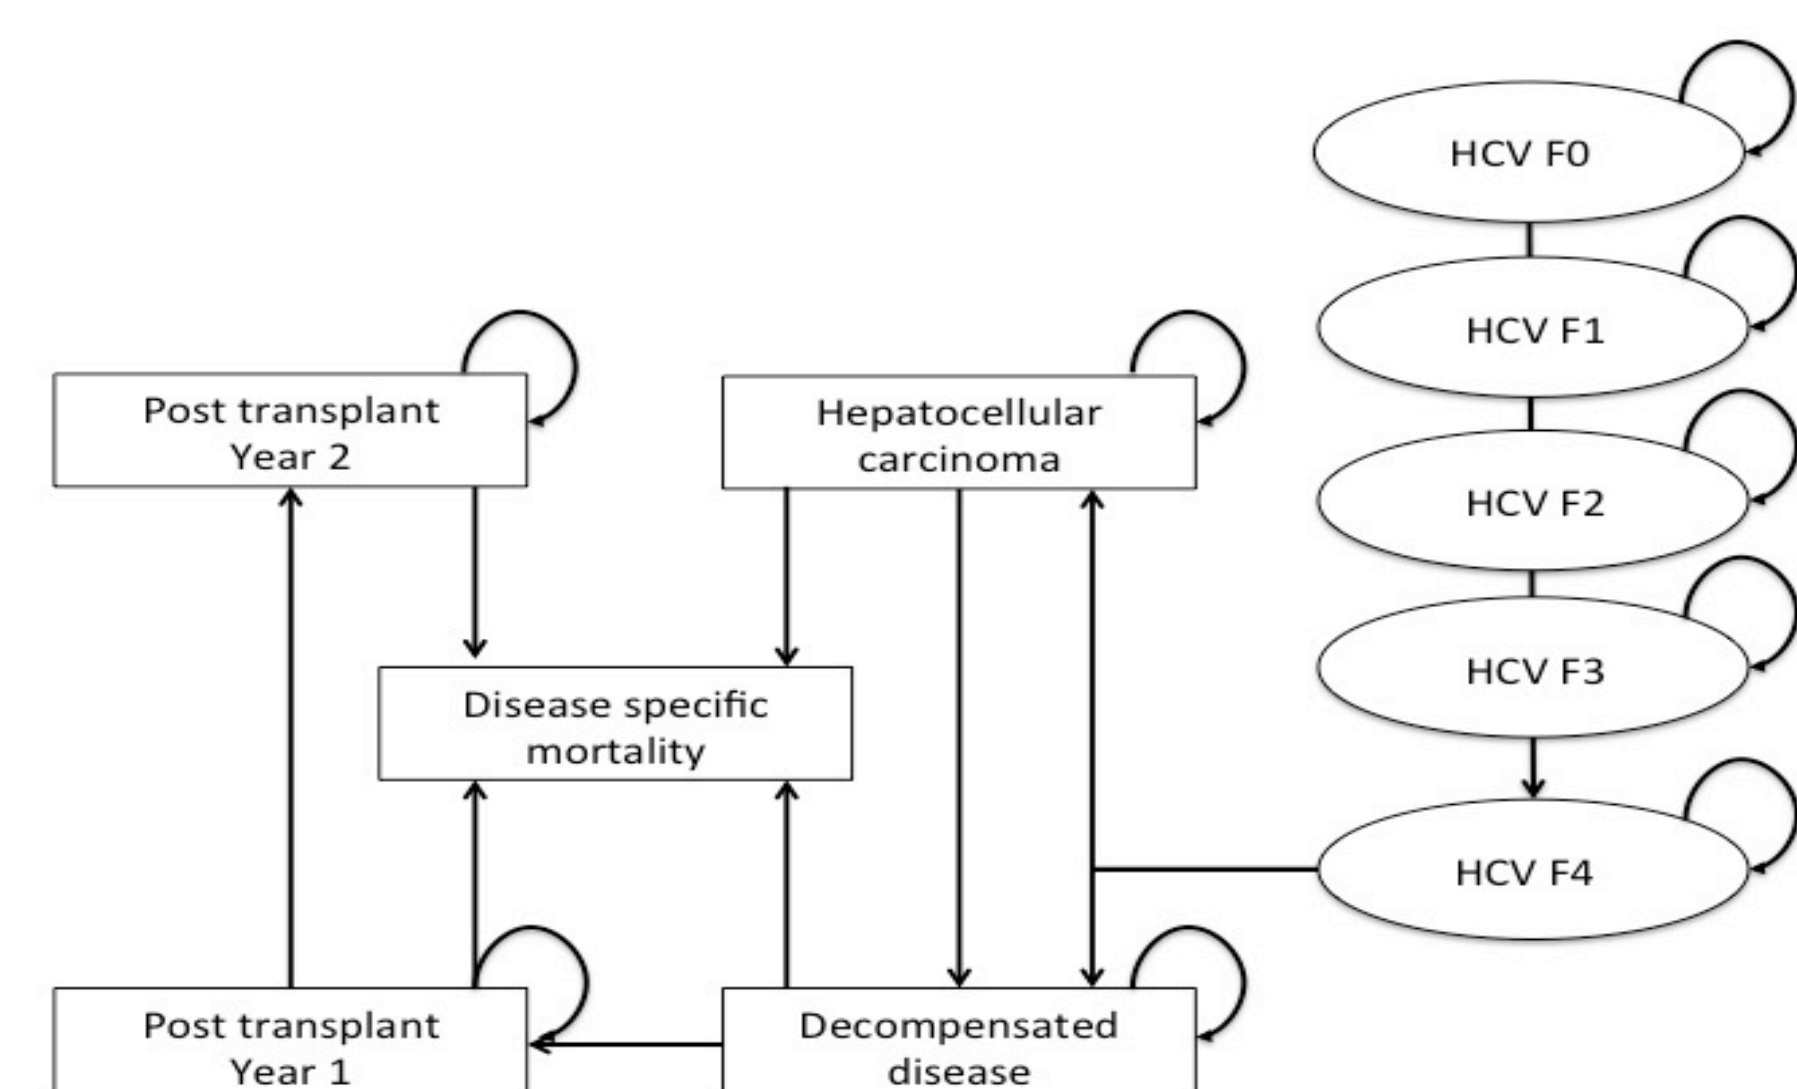 HCV F0
HCV F1
Post transplant
Year 2
Hepatocellular
carcinoma
HCV F2
HCV F3
Disease specific
mortality
HCV F4
Post transplant
Year 1
Decompensated
disease